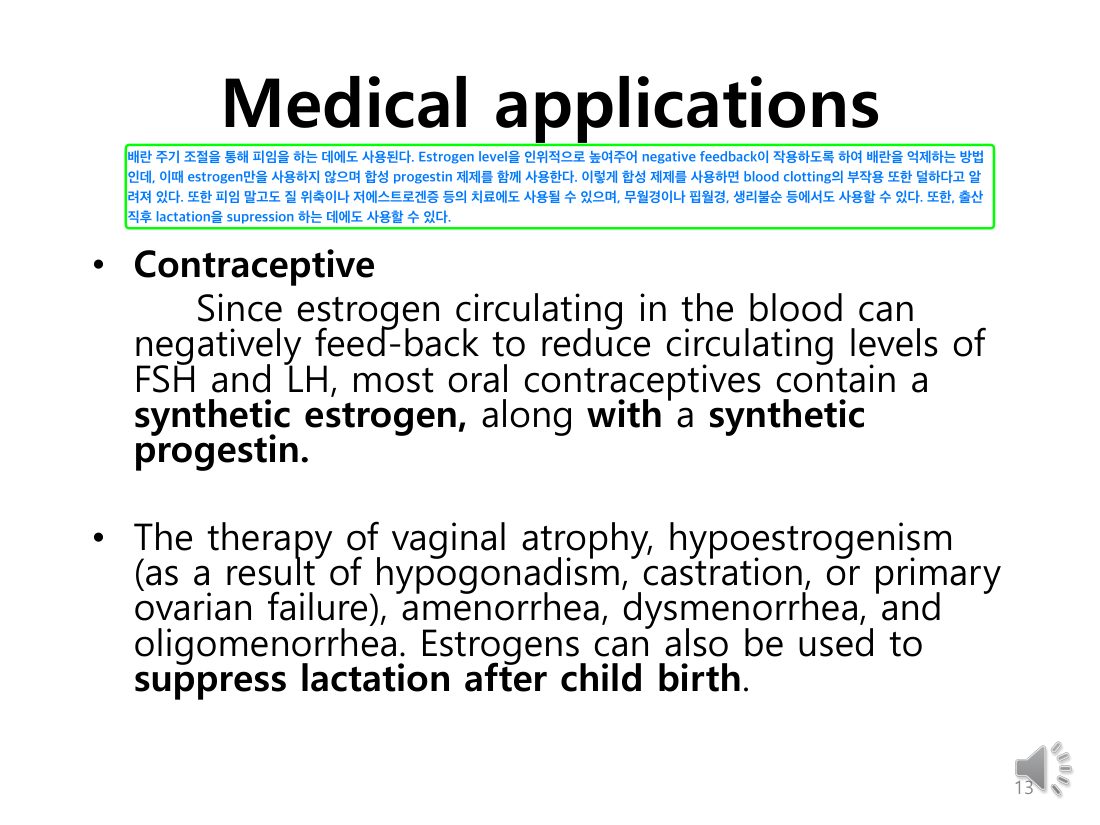 Medical applications
배란 주기 조절을 통해 피임을 하는 데에도 사용된다. Estrogen level을 인위적으로 높여주어 negative feedback이 작용하도록 하여 배란을 억제하는 방법
인데, 이때 estrogen만을 사용하지 않으며 합성 progestin 제제를 함께 사용한다. 이렇게 합성 제제를 사용하면 blood clotting의 부작용 또한 덜하다고 알
려져 있다. 또한 피임 말고도 질 위축이나 저에스트로겐증 등의 치료에도 사용될 수 있으며, 무월경이나 핍월경, 생리불순 등에서도 사용할 수 있다. 또한, 출산
직후 lactation을 supression 하는 데에도 사용할 수 있다.
• Contraceptive
Since estrogen circulating in the blood can
negatively feed-back to reduce circulating levels of
FSH and LH, most oral contraceptives contain a
synthetic estrogen, along with a synthetic
progestin.
• The therapy of vaginal atrophy, hypoestrogenism
(as a result of hypogonadism, castration, or primary
ovarian failure), amenorrhea, dysmenorrhea, and
oligomenorrhea. Estrogens can also be used to
suppress lactation after child birth.
13